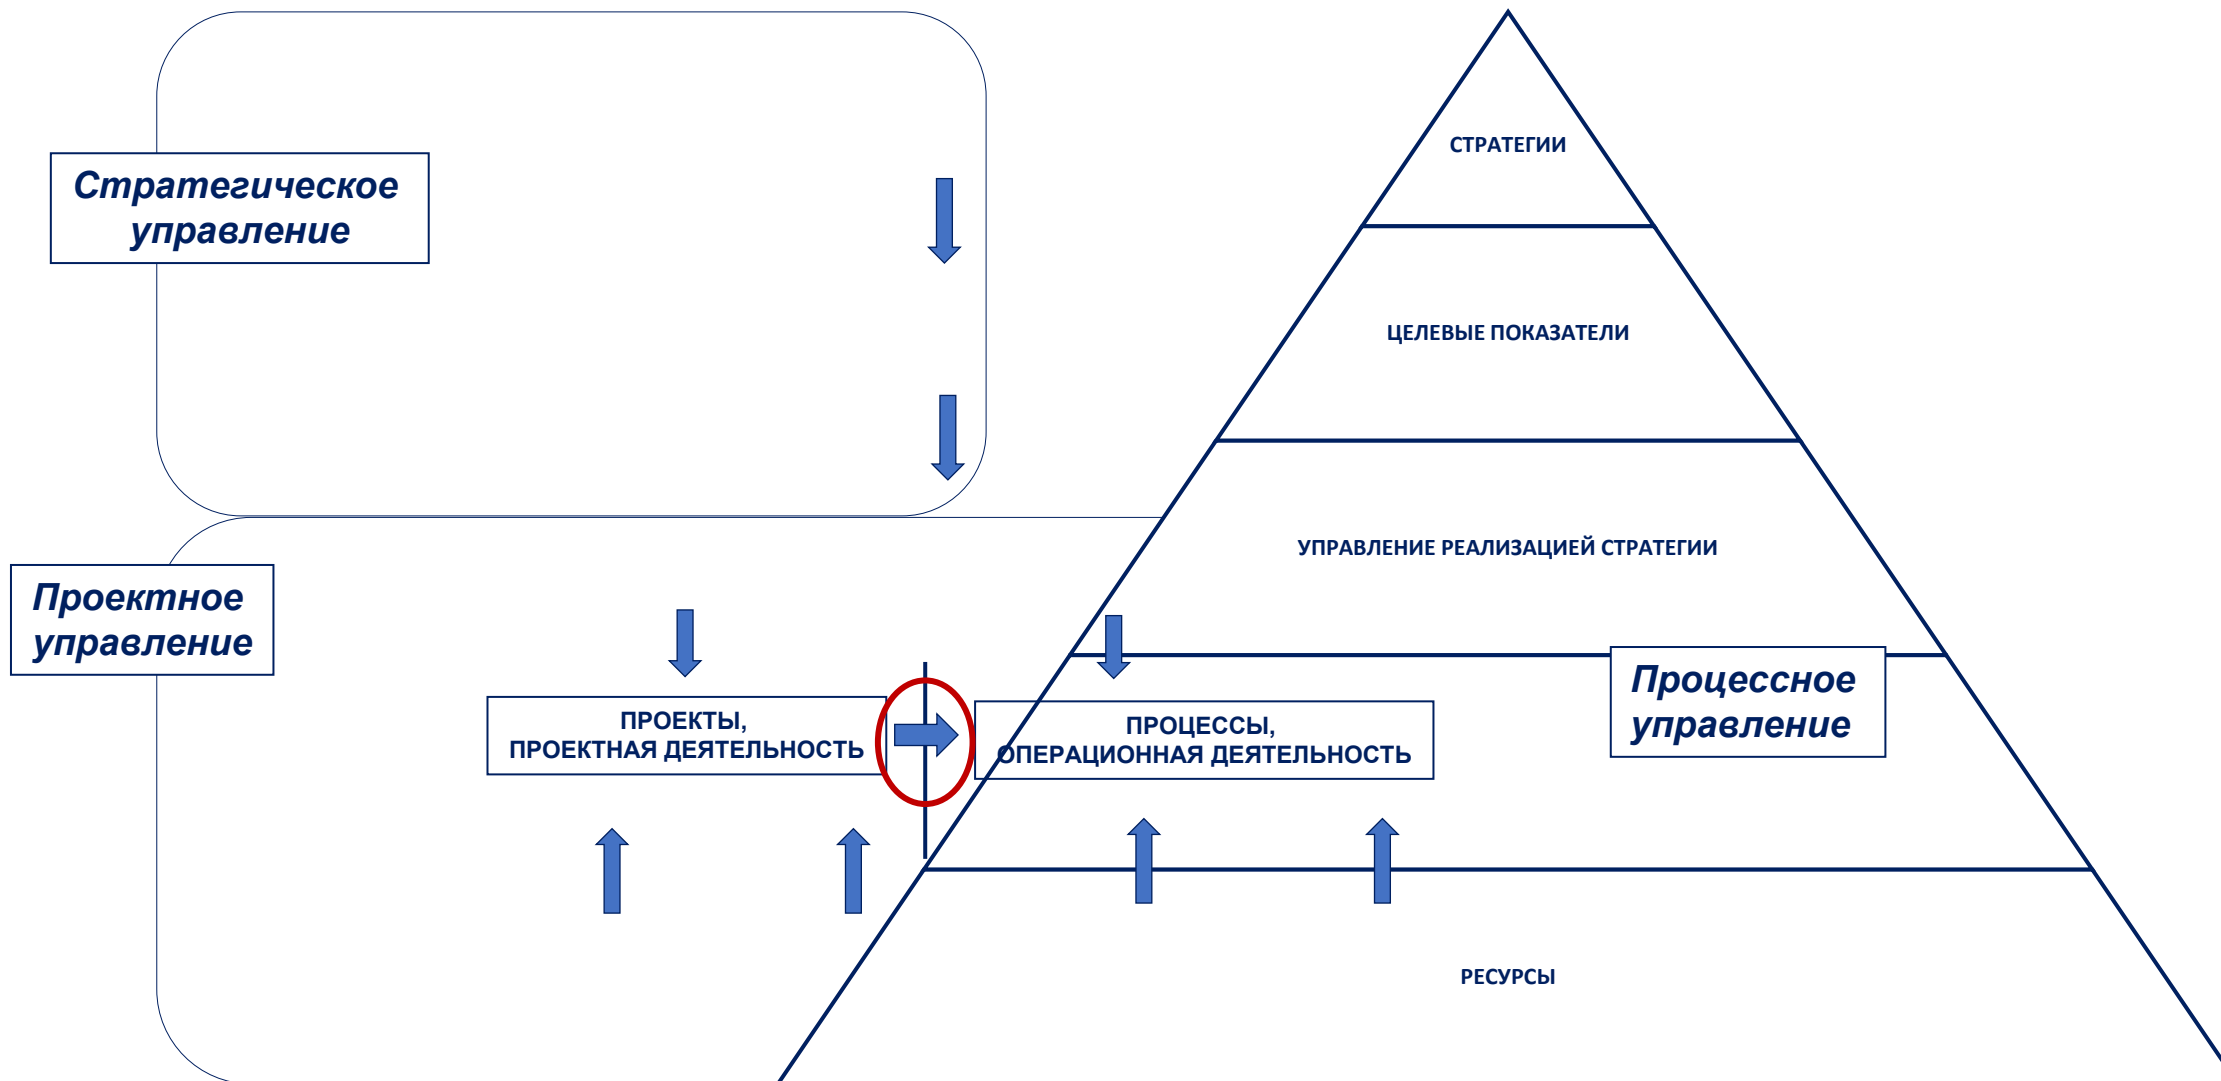 СТРАТЕГИИ
Стратегическое
управление
ЦЕЛЕВЫЕ ПОКАЗАТЕЛИ
УПРАВЛЕНИЕ РЕАЛИЗАЦИЕЙ СТРАТЕГИИ
Проектное
управление
Процессное
управление
ПРОЕКТЫ,
ПРОЕКТНАЯ ДЕЯТЕЛЬНОСТЬ
ПРОЦЕССЫ,
ОПЕРАЦИОННАЯ ДЕЯТЕЛЬНОСТЬ
РЕСУРСЫ